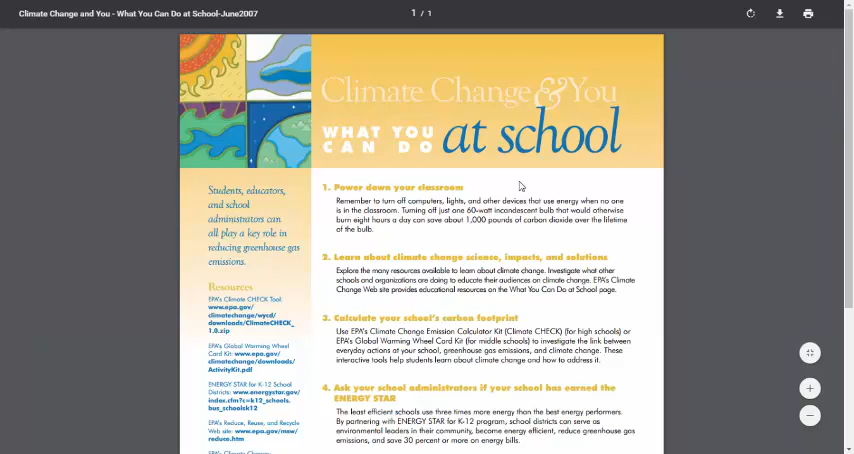 Climate Change and You - What You Can Do at School-June2007
1 / 1
Climate Change & You
WHAT YOU
CAN DO
at school
Students, educators,
and school
administrators can
all play a key role in
reducing greenhouse gas
emissions.
Resources
EPA's Climate CHECK Tool:
www.epa.gov/
climatechange/wycd/
downloads/ClimateCHECK_
1.0.zip
EPA's Global Warming Wheel
Card Kit: www.epa.gov/
climatechange/downloads/
ActivityKit.pdf
ENERGY STAR for K-12 School
Districts: www.energystar.gov/
index.cfm?c=k12_schools.
bus_schoolsk12
EPA's Reduce, Reuse, and Recycle
Web site: www.epa.gov/msw/
reduce.htm
1. Power down your classroom
Remember to turn off computers, lights, and other devices that use energy when no one
is in the classroom. Turning off just one 60-watt incandescent bulb that would otherwise
burn eight hours a day can save about 1,000 pounds of carbon dioxide over the lifetime
of the bulb.
2. Learn about climate change science, impacts, and solutions
Explore the many resources available to learn about climate change. Investigate what other
schools and organizations are doing to educate their audiences on climate change. EPA's Climate
Change Web site provides educational resources on the What You Can Do at School page.
3. Calculate your school's carbon footprint
Use EPA's Climate Change Emission Calculator Kit (Climate CHECK) (for high schools) or
EPA's Global Warming Wheel Card Kit (for middle schools) to investigate the link between
everyday actions at your school, greenhouse gas emissions, and climate change. These
interactive tools help students learn about climate change and how to address it.
4. Ask your school administrators if your school has earned the
ENERGY STAR
The least efficient schools use three times more energy than the best energy performers.
By partnering with ENERGY STAR for K-12 program, school districts can serve as
environmental leaders in their community, become energy efficient, reduce greenhouse gas
emissions, and save 30 percent or more on energy bills.